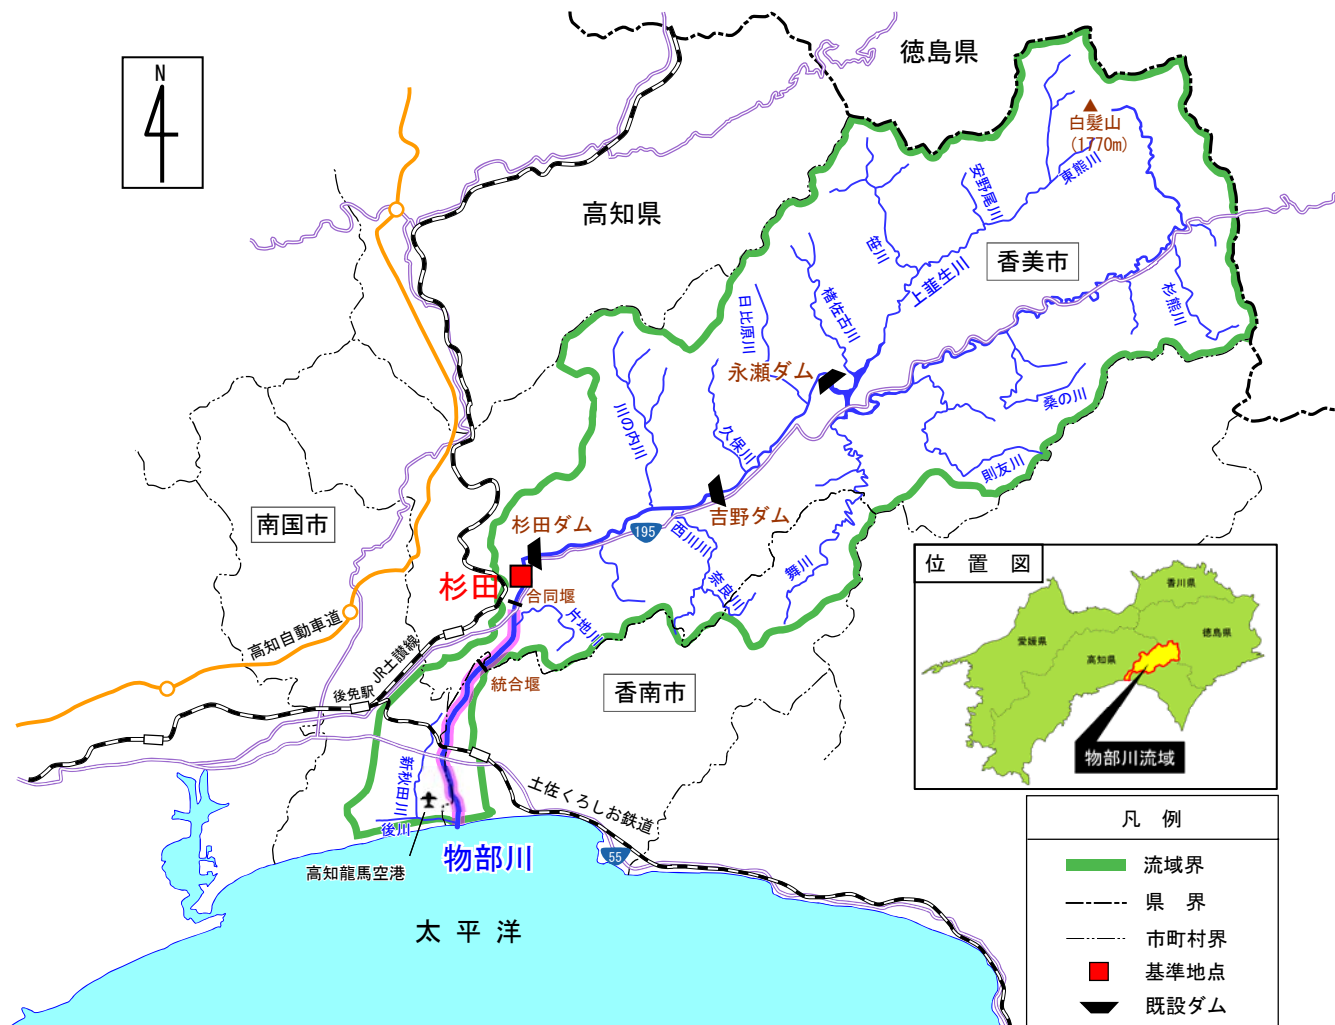 N
徳島県
白髪山
(1770m)
東熊川
安野尾川
高知県
笹川
上韮生川
香美市
楮佐古川
日比原川
杉熊川
永瀬ダム
桑の川
川の内川
久保川
則友川
吉野ダム
南国市
杉田ダム
195
西川川
奈良川
舞川
杉田
合同堰
片地川
高知自動車道
JR土讃線
後免駅
統合堰
香南市
新秋田川
後川
土佐くろしお鉄道
55
高知龍馬空港
物部川
太平洋
位置図
香川県
愛媛県
徳島県
高知県
物部川流域
凡例
流域界
県界
市町村界
基準地点
既設ダム